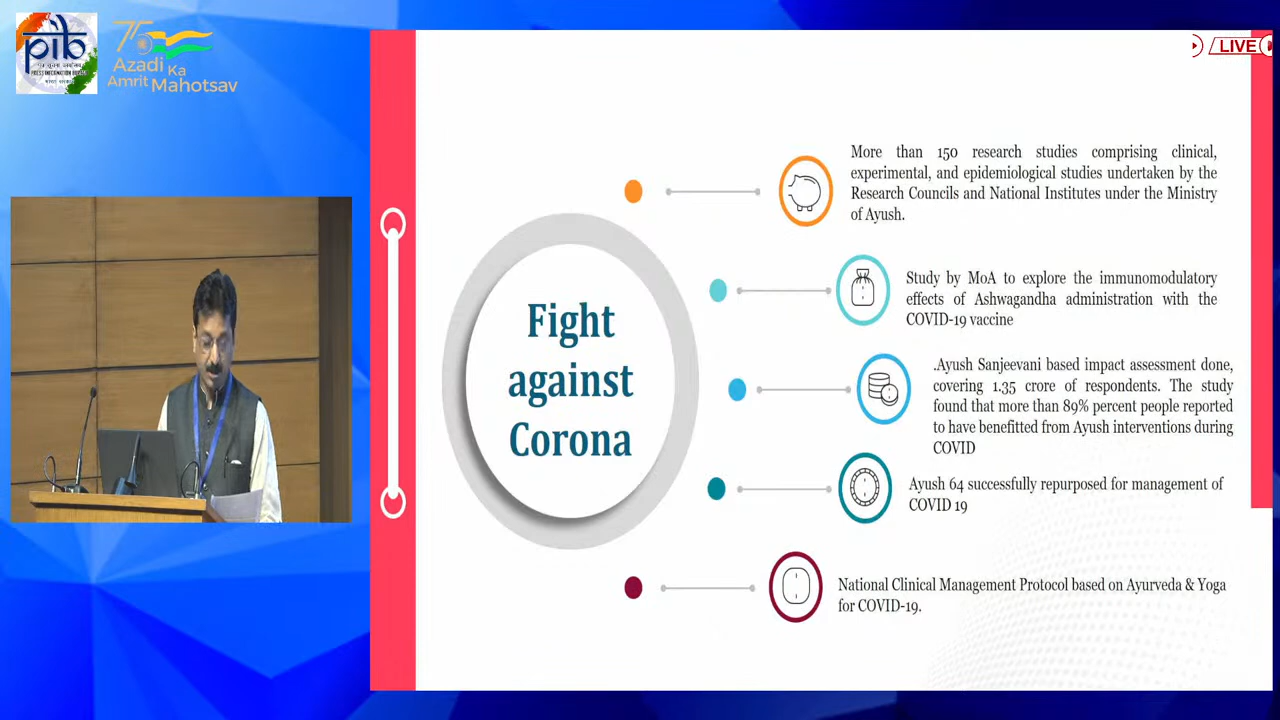 pib
PRESS INFORMATION BUREAU
75
Azadi
Ka
Amrit
Mahotsav
LIVE
Fight
against
Corona
More than 150 research studies comprising clinical,
experimental, and epidemiological studies undertaken by the
Research Councils and National Institutes under the Ministry
of Ayush.
Study by MoA to explore the immunomodulatory
effects of Ashwagandha administration with the
COVID-19 vaccine
.Ayush Sanjeevani based impact assessment done,
covering 1.35 crore of respondents. The study
found that more than 89% percent people reported
to have benefitted from Ayush interventions during
COVID
Ayush 64 successfully repurposed for management of
COVID 19
National Clinical Management Protocol based on Ayurveda & Yoga
for COVID-19.